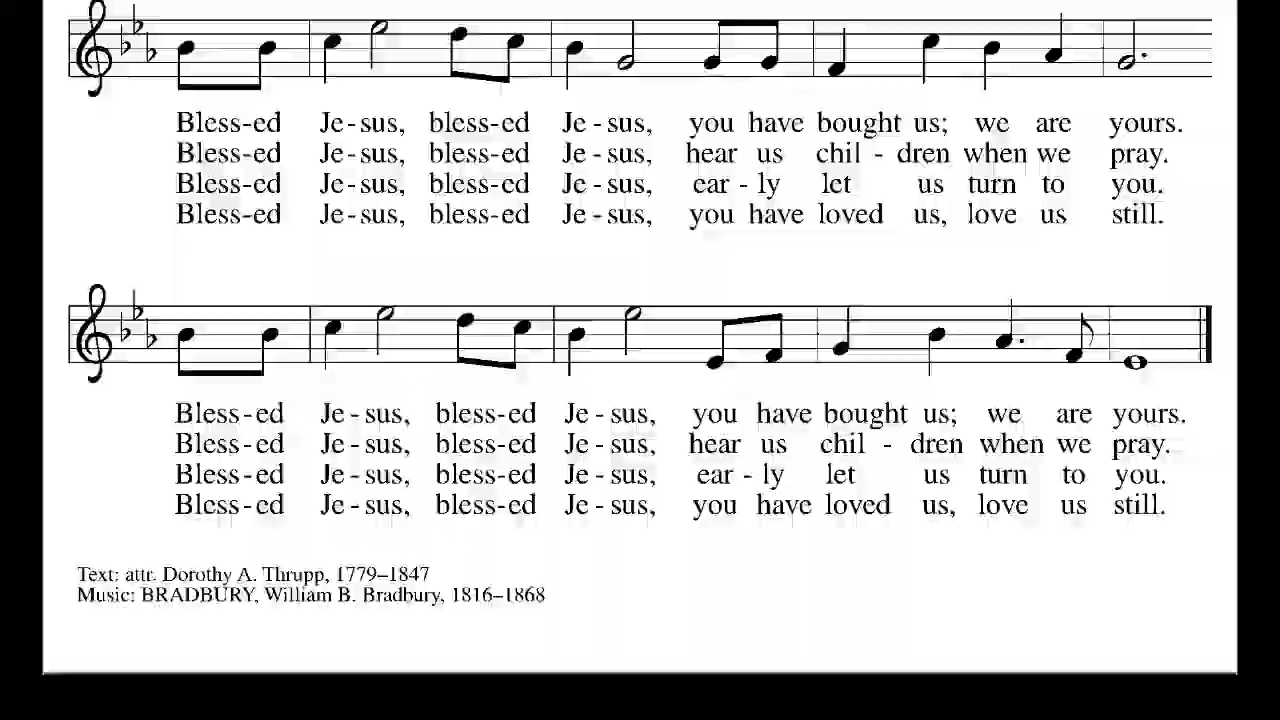 Bless-ed Je-sus, bless-ed Je-sus, you have bought us; we are yours.
Bless-ed Je-sus, bless-ed Je-sus, hear us chil-dren when we pray.
Bless-ed Je-sus, bless-ed Je-sus, ear-ly let us turn to you.
Bless-ed Je-sus, bless-ed Je-sus, you have loved us, love us still.
Bless-ed Je-sus, bless-ed Je-sus, you have bought us; we are yours.
Bless-ed Je-sus, bless-ed Je-sus, hear us chil-dren when we pray.
Bless-ed Je-sus, bless-ed Je-sus, ear-ly let us turn to you.
Bless-ed Je-sus, bless-ed Je-sus, you have loved us, love us still.
Text: attr. Dorothy A. Thrupp, 1779–1847
Music: BRADBURY, William B. Bradbury, 1816–1868